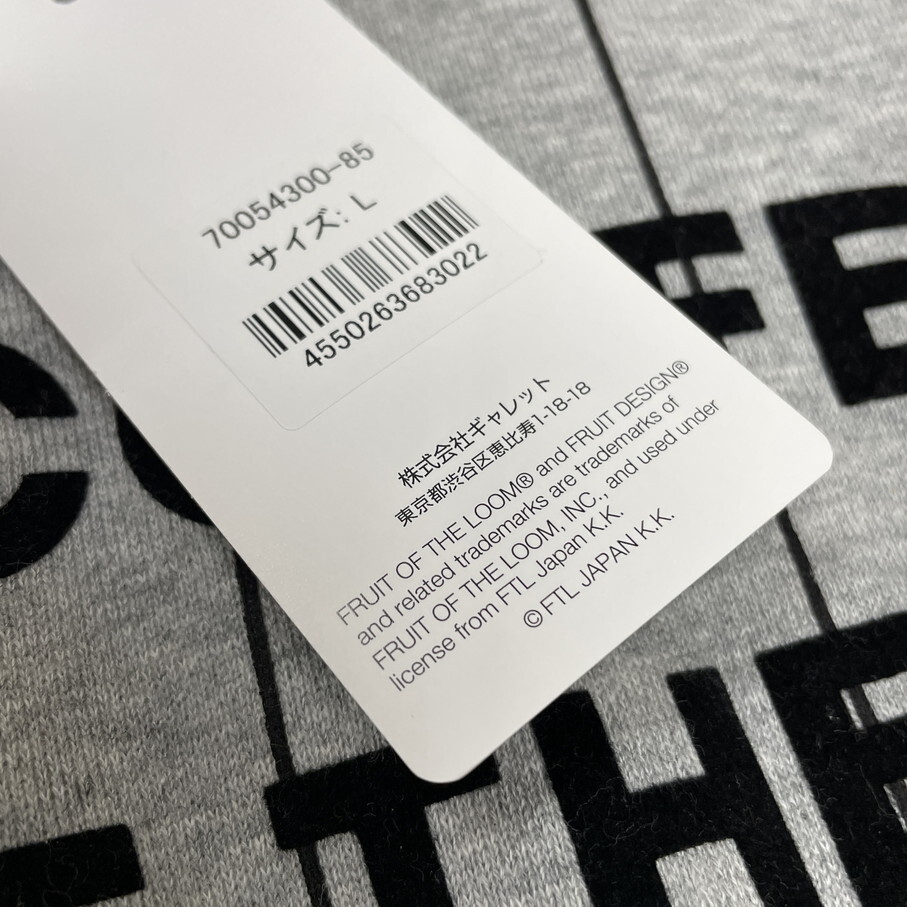 70054300-85
サイズ: L
4550263683022
株式会社ギャレット
東京都渋谷区恵比寿1-18-18
FRUIT OF THE LOOM® and FRUIT DESIGN®
and related trademarks are trademarks of
FRUIT OF THE LOOM, INC., and used under
license from FTL Japan K.K.
©FTL JAPAN K.K.
THE